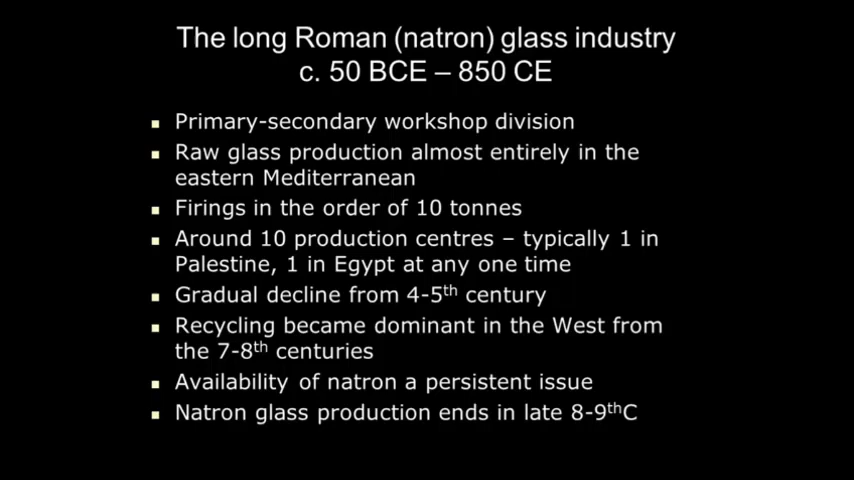 The long Roman (natron) glass industry
c. 50 BCE – 850 CE
▪ Primary-secondary workshop division
▪ Raw glass production almost entirely in the
eastern Mediterranean
▪ Firings in the order of 10 tonnes
▪ Around 10 production centres – typically 1 in
Palestine, 1 in Egypt at any one time
▪ Gradual decline from 4-5th century
▪ Recycling became dominant in the West from
the 7-8th centuries
▪ Availability of natron a persistent issue
▪ Natron glass production ends in late 8-9thC